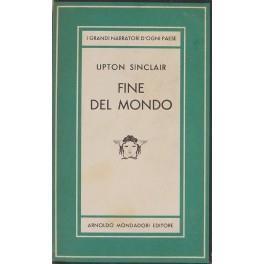 I GRANDI NARRATORI D'OGNI PAESE
UPTON SINCLAIR
FINE
DEL MONDO
ARNOLDO MONDADORI EDITORE